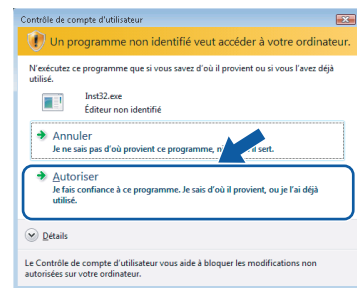 Contrôle de compte d'utilisateur
Un programme non identifié veut accéder à votre ordinateur.
N'exécutez ce programme que si vous savez d'où il provient ou si vous l'avez déjà
utilisé.
Inst32.exe
Éditeur non identifié
Annuler
Je ne sais pas d'où provient ce programme, il sert.
Autoriser
Je fais confiance à ce programme. Je sais d'où il provient, ou je l'ai déjà
utilisé.
Détails
Le Contrôle de compte d'utilisateur vous aide à bloquer les modifications non
autorisées sur votre ordinateur.